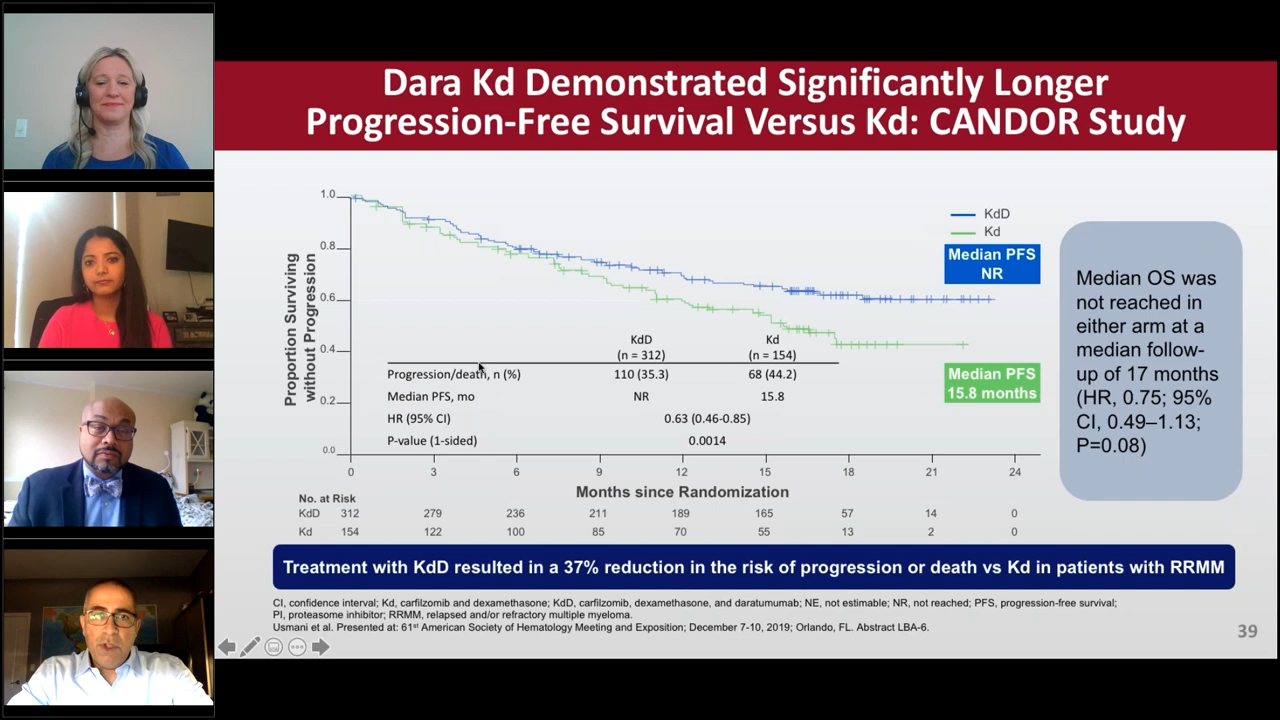 Dara Kd Demonstrated Significantly Longer
Progression-Free Survival Versus Kd: CANDOR Study
Proportion Surviving
without Progression
1.0
0.8
0.6
0.4
0.2
0.0
KdD
Kd
Median PFS
NR
Median PFS
15.8 months
KdD Kd
(n = 312) (n = 154)
Progression/death, n (%) 110 (35.3) 68 (44.2)
Median PFS, mo NR 15.8
HR (95% CI) 0.63 (0.46-0.85)
P-value (1-sided) 0.0014
0 3 6 9 12 15 18 21 24
Months since Randomization
No. at Risk
KdD 312 279 236 211 189 165 57 14 0
Kd 154 122 100 85 70 55 13 2 0
Median OS was
not reached in
either arm at a
median follow-
up of 17 months
(HR, 0.75; 95%
CI, 0.49–1.13;
P=0.08)
Treatment with KdD resulted in a 37% reduction in the risk of progression or death vs Kd in patients with RRMM
CI, confidence interval; Kd, carfilzomib and dexamethasone; KdD, carfilzomib, dexamethasone, and daratumumab; NE, not estimable; NR, not reached; PFS, progression-free survival;
PI, proteasome inhibitor; RRMM, relapsed and/or refractory multiple myeloma.
Usmani et al. Presented at: 61st American Society of Hematology Meeting and Exposition; December 7-10, 2019; Orlando, FL. Abstract LBA-6.
39